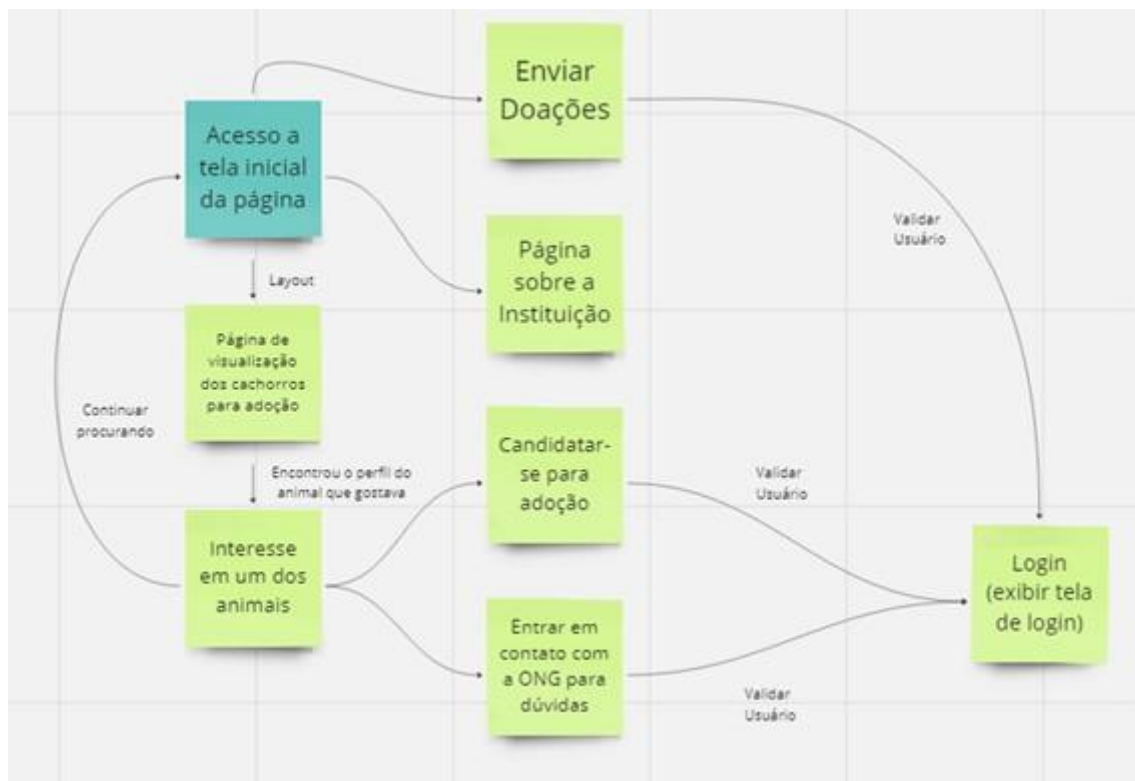 Enviar
Doações
Acesso a
tela inicial
da página
Validar
Usuário
Página
sobre a
Instituição
Layout
Página de
visualização
dos cachorros
para adoção
Continuar
procurando
Encontrou o perfil do
animal que gostava
Candidatar-
se para
adoção
Validar
Usuário
Interesse
em um dos
animais
Login
(exibir tela
de login)
Entrar em
contato com
a ONG para
dúvidas
Validar
Usuário